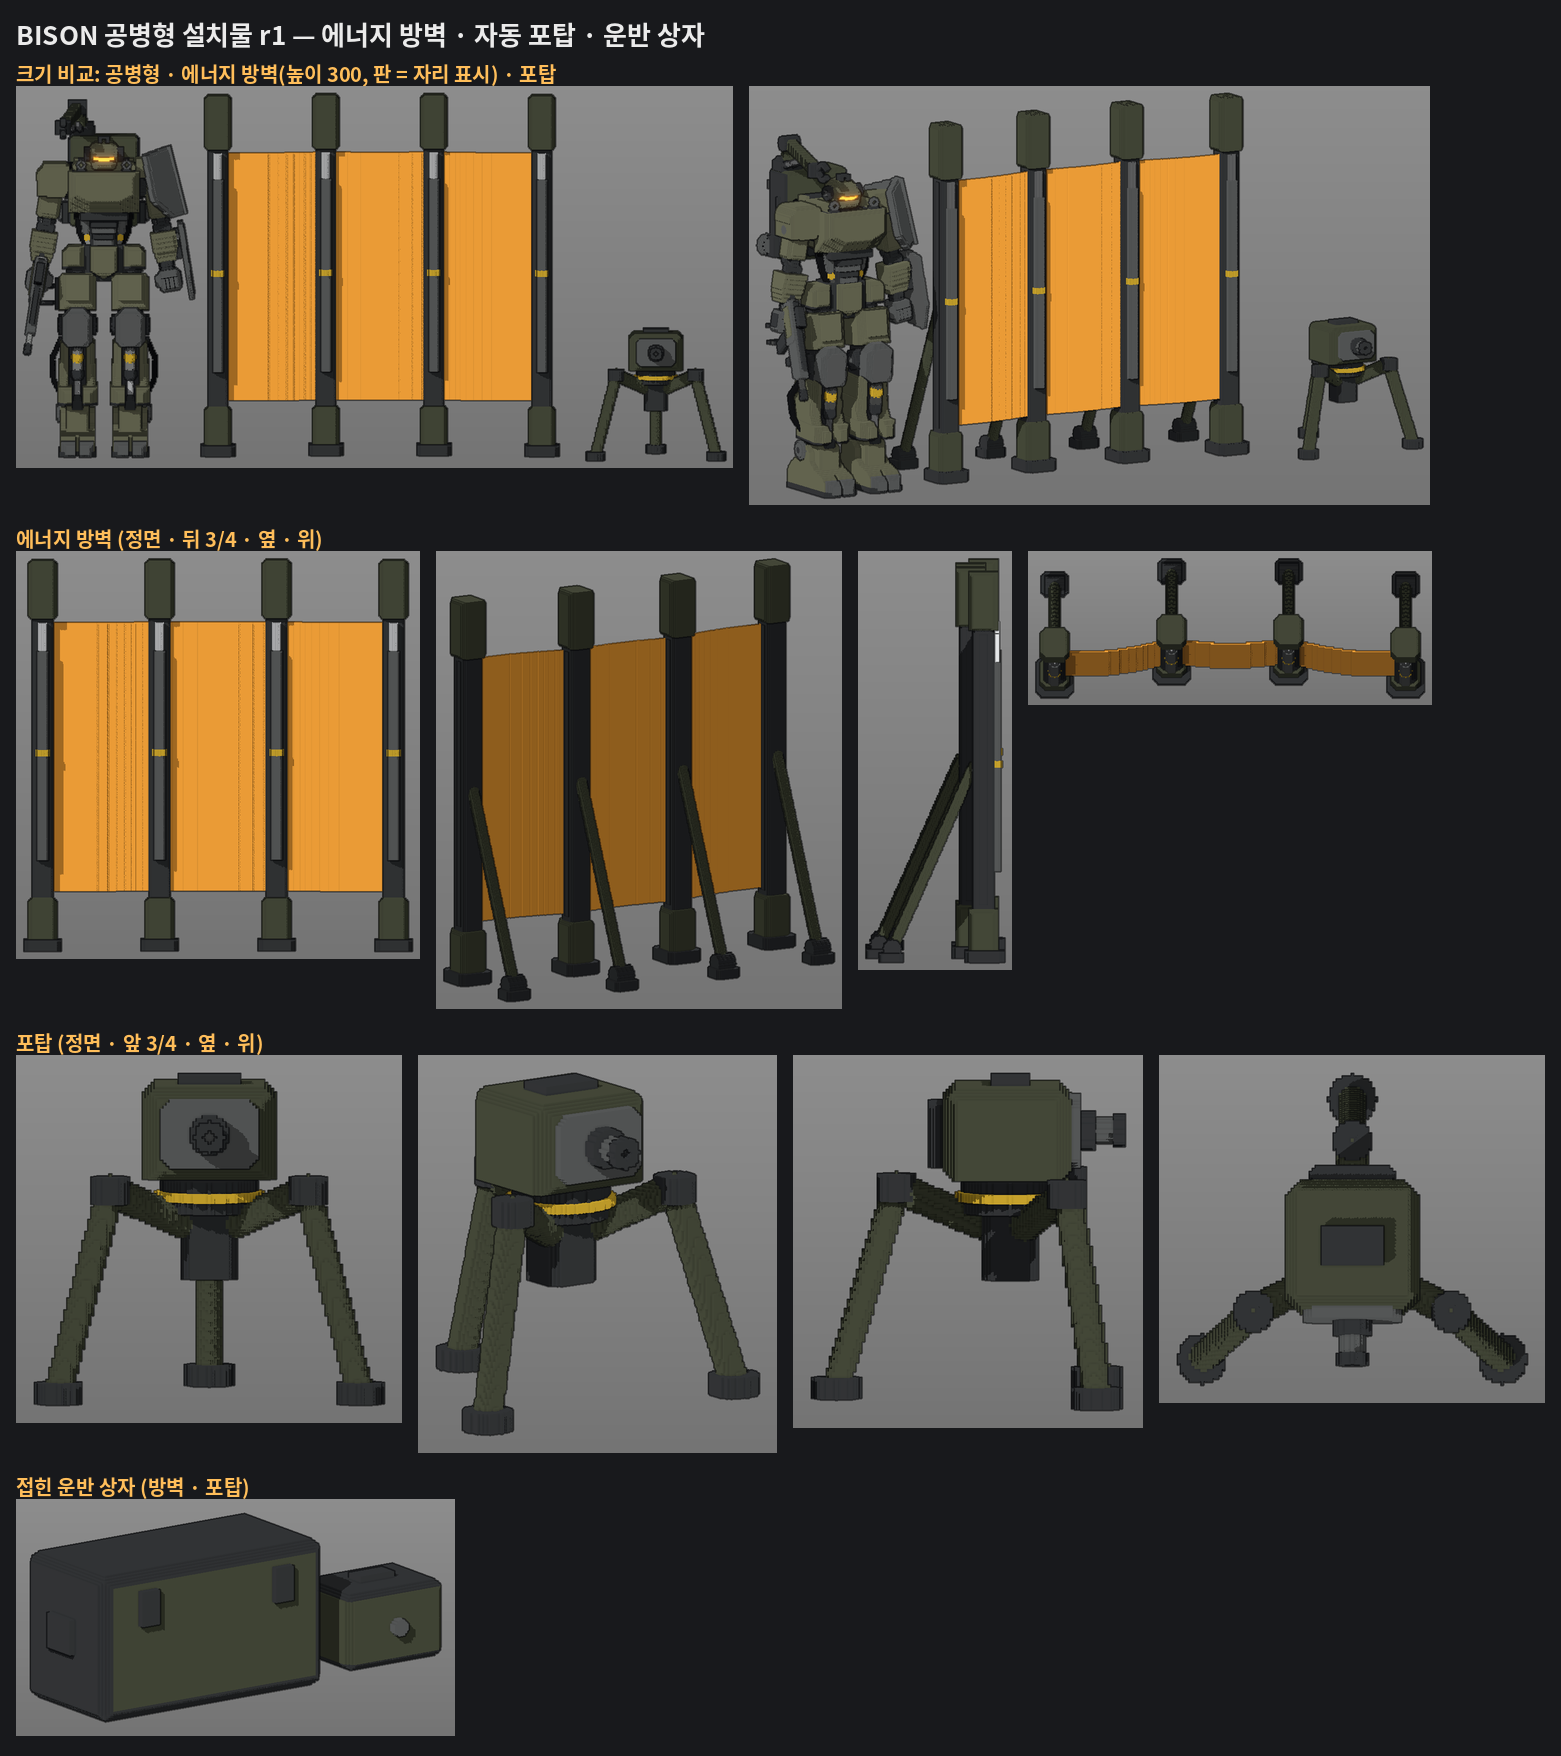 BISON 공병형 설치물 r1 — 에너지 방벽 · 자동 포탑 · 운반 상자
크기 비교: 공병형 · 에너지 방벽(높이 300, 판 = 자리 표시) · 포탑
에너지 방벽 (정면 · 뒤 3/4 · 옆 · 위)
포탑 (정면 · 앞 3/4 · 옆 · 위)
접힌 운반 상자 (방벽 · 포탑)